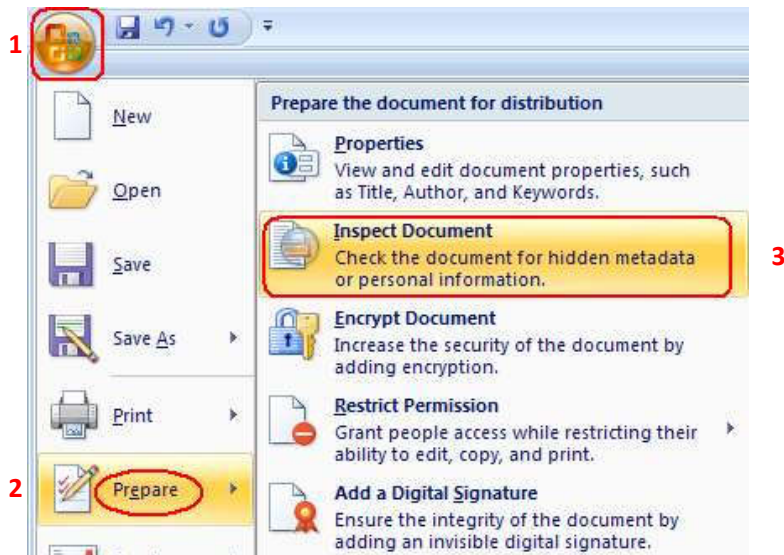 1
New
Open
Save
Save As
Print
2
Prepare
Prepare the document for distribution
Properties
View and edit document properties, such
as Title, Author, and Keywords.
Inspect Document
Check the document for hidden metadata
or personal information.
3
Encrypt Document
Increase the security of the document by
adding encryption.
Restrict Permission
Grant people access while restricting their
ability to edit, copy, and print.
Add a Digital Signature
Ensure the integrity of the document by
adding an invisible digital signature.